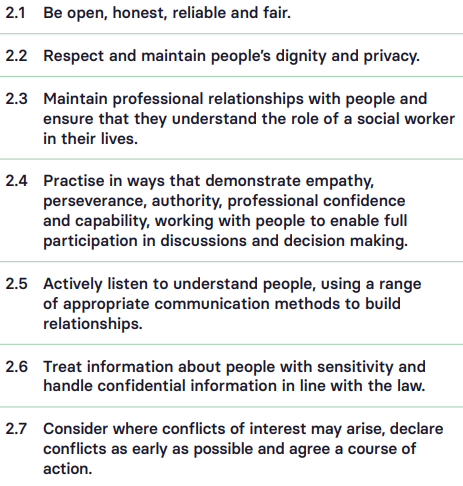 2.1 Be open, honest, reliable and fair.
2.2 Respect and maintain people’s dignity and privacy.
2.3 Maintain professional relationships with people and
ensure that they understand the role of a social worker
in their lives.
2.4 Practise in ways that demonstrate empathy,
perseverance, authority, professional confidence
and capability, working with people to enable full
participation in discussions and decision making.
2.5 Actively listen to understand people, using a range
of appropriate communication methods to build
relationships.
2.6 Treat information about people with sensitivity and
handle confidential information in line with the law.
2.7 Consider where conflicts of interest may arise, declare
conflicts as early as possible and agree a course of
action.